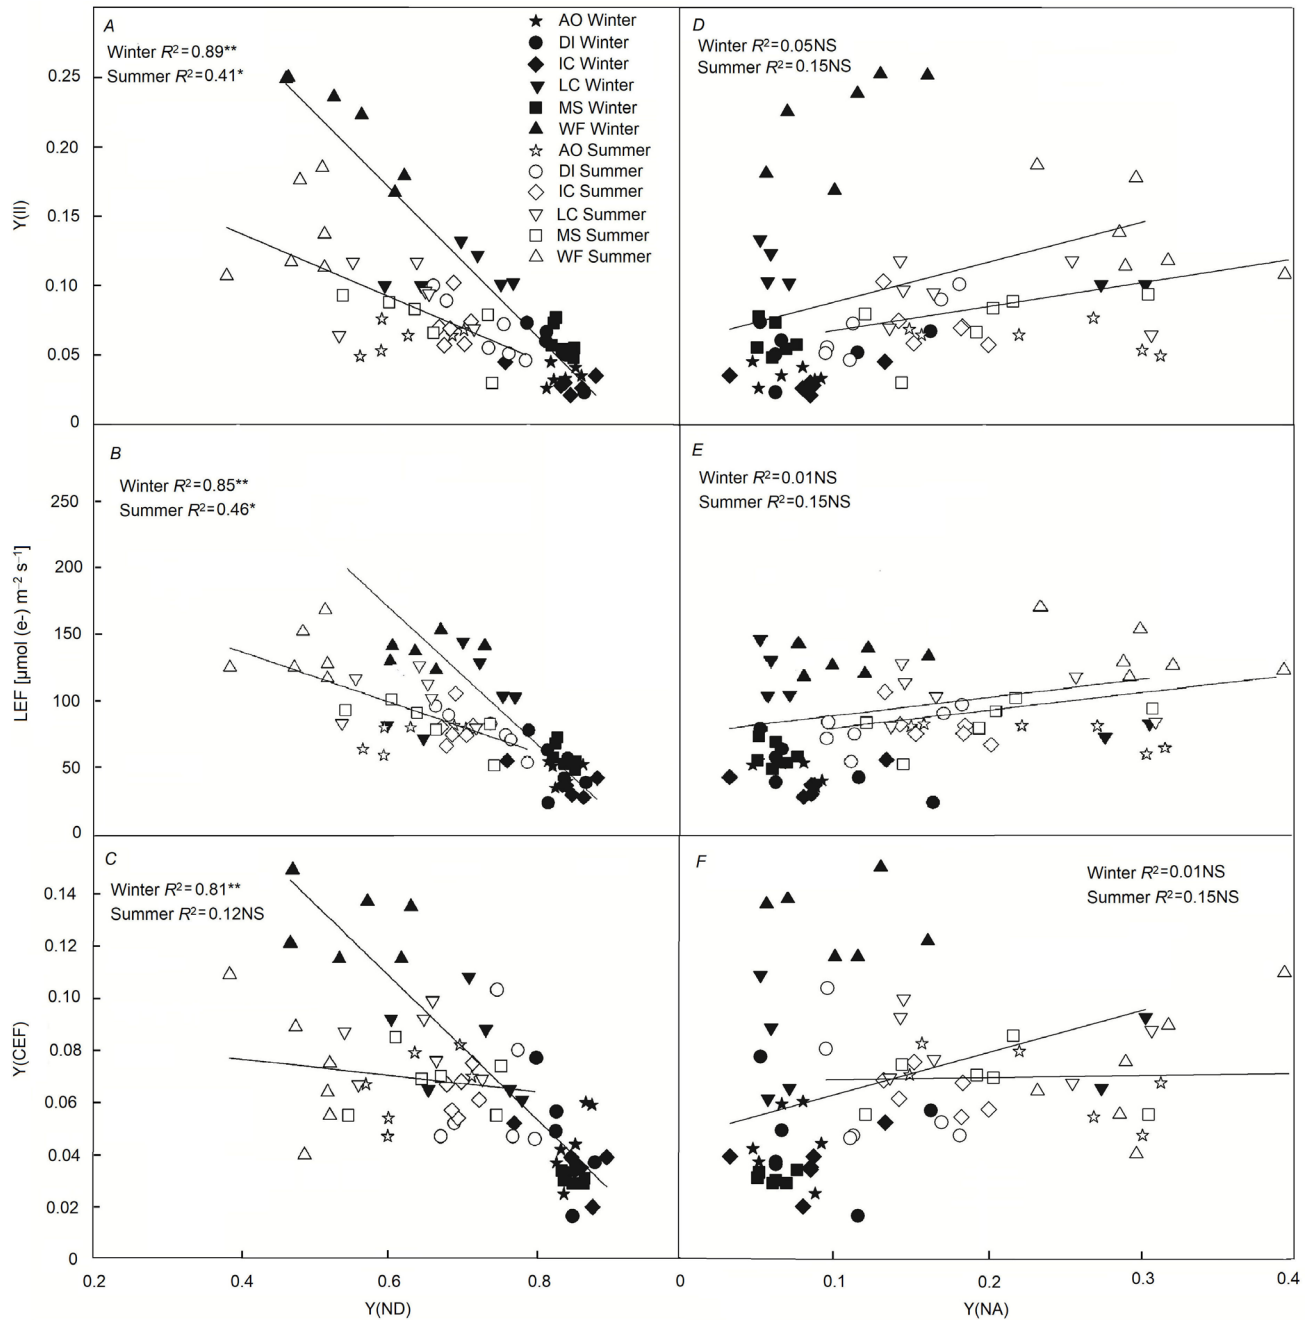 A
Winter R²=0.89**
Summer R²=0.41*
AO Winter
DI Winter
IC Winter
LC Winter
MS Winter
WF Winter
AO Summer
DI Summer
IC Summer
LC Summer
MS Summer
WF Summer
D
Winter R²=0.05NS
Summer R²=0.15NS
Y(II)
0.25
0.20
0.15
0.10
0.05
0
B
Winter R²=0.85**
Summer R²=0.46*
E
Winter R²=0.01NS
Summer R²=0.15NS
LEF [µmol (e-) m⁻² s⁻¹]
250
200
150
100
50
0
C
Winter R²=0.81**
Summer R²=0.12NS
F
Winter R²=0.01NS
Summer R²=0.15NS
Y(CEF)
0.14
0.12
0.10
0.08
0.06
0.04
0.02
0
0.2 0.4 0.6 0.8 0 0.1 0.2 0.3 0.4
Y(ND) Y(NA)